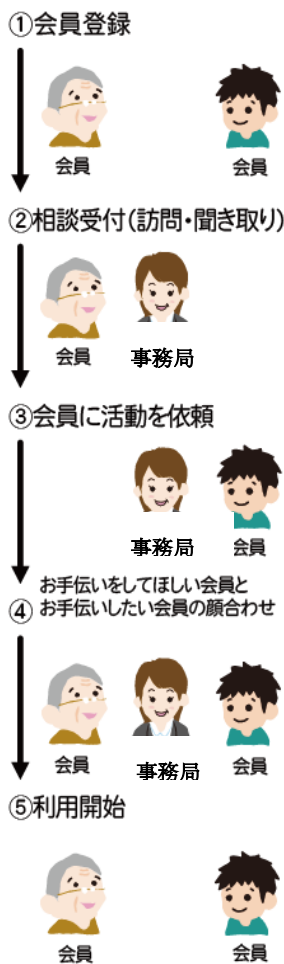 ①会員登録
会員 会員
②相談受付(訪問・聞き取り)
会員 事務局
③会員に活動を依頼
事務局 会員
④ お手伝いをしてほしい会員と
お手伝いしたい会員の顔合わせ
会員 事務局 会員
⑤利用開始
会員 会員